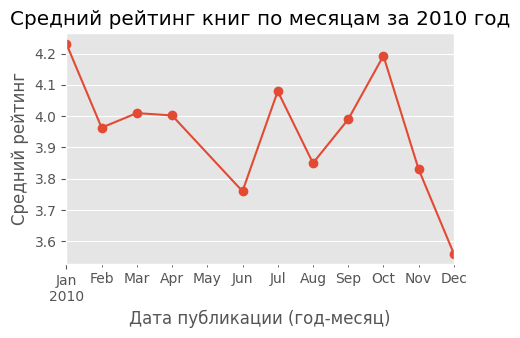 Средний рейтинг книг по месяцам за 2010 год
Средний рейтинг
4.2
4.1
4.0
3.9
3.8
3.7
3.6
Jan Feb Mar Apr May Jun Jul Aug Sep Oct Nov Dec
2010
Дата публикации (год-месяц)